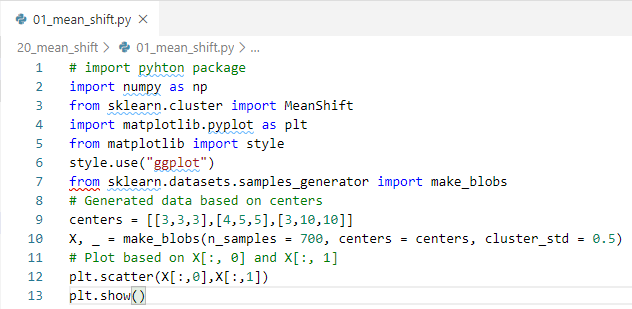 01_mean_shift.py ×
20_mean_shift > 01_mean_shift.py > ...
1 # import pyhton package
2 import numpy as np
3 from sklearn.cluster import MeanShift
4 import matplotlib.pyplot as plt
5 from matplotlib import style
6 style.use("ggplot")
7 from sklearn.datasets.samples_generator import make_blobs
8 # Generated data based on centers
9 centers = [[3,3,3],[4,5,5],[3,10,10]]
10 X, _ = make_blobs(n_samples = 700, centers = centers, cluster_std = 0.5)
11 # Plot based on X[:, 0] and X[:, 1]
12 plt.scatter(X[:,0],X[:,1])
13 plt.show()